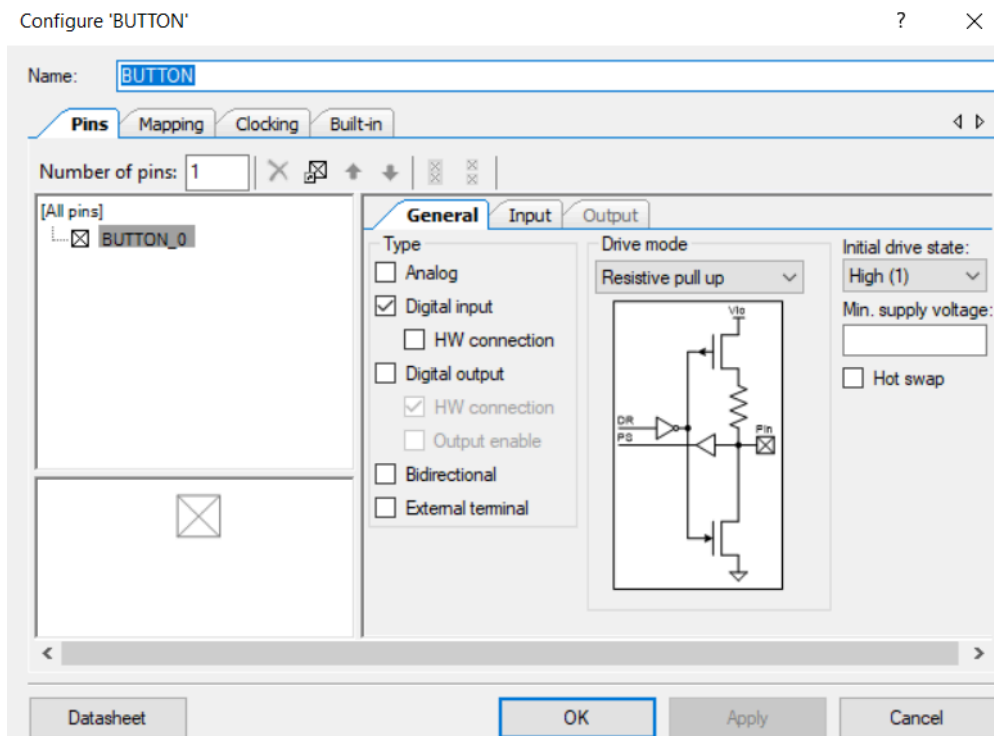 Configure 'BUTTON' ?
Name: BUTTON
Pins Mapping Clocking Built-in
Number of pins: 1
[All pins]
BUTTON_0
General Input Output
Type
Analog
Digital input
HW connection
Digital output
HW connection
Output enable
Bidirectional
External terminal
Drive mode
Resistive pull up
Vio
DR
PS
Pin
Initial drive state:
High (1)
Min. supply voltage:
Hot swap
Datasheet OK Apply Cancel